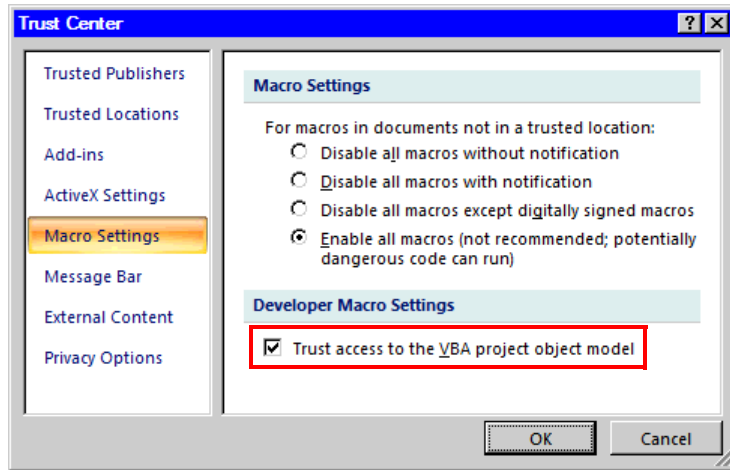 Trust Center
Trusted Publishers
Trusted Locations
Add-ins
ActiveX Settings
Macro Settings
Message Bar
External Content
Privacy Options
Macro Settings
For macros in documents not in a trusted location:
Disable all macros without notification
Disable all macros with notification
Disable all macros except digitally signed macros
Enable all macros (not recommended; potentially
dangerous code can run)
Developer Macro Settings
Trust access to the VBA project object model
OK
Cancel